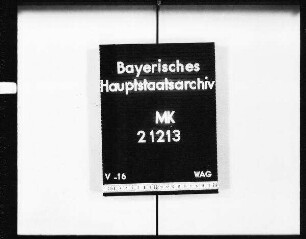 Bayerisches
Hauptstaatsarchiv
MK
21213
V -16 WAG